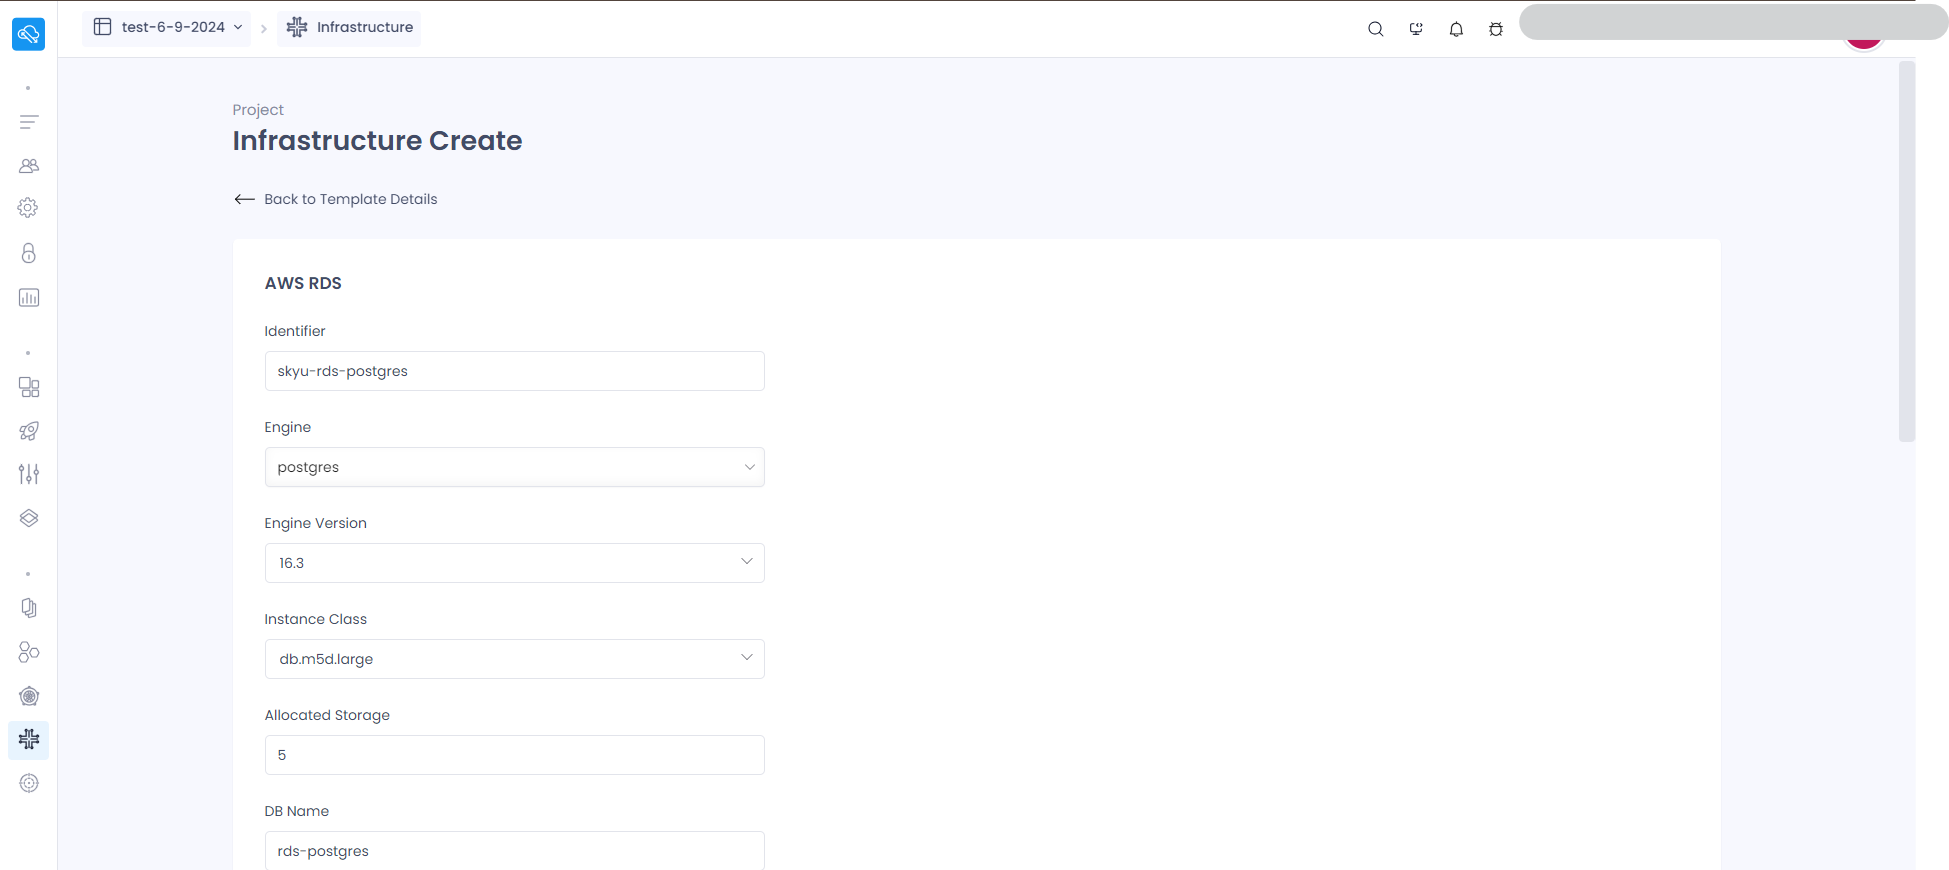 test-6-9-2024
Infrastructure
Project
Infrastructure Create
Back to Template Details
AWS RDS
Identifier
skyu-rds-postgres
Engine
postgres
Engine Version
16.3
Instance Class
db.m5d.large
Allocated Storage
5
DB Name
rds-postgres